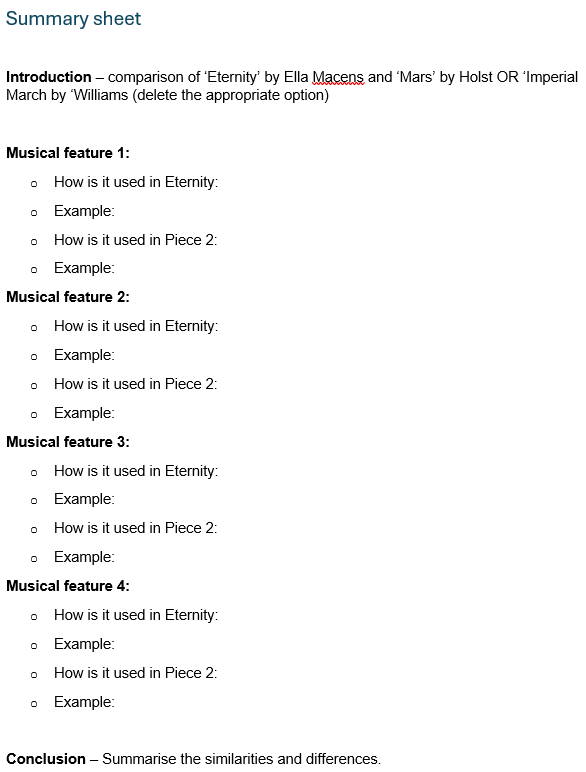 Summary sheet
Introduction – comparison of ‘Eternity’ by Ella Macens and ‘Mars’ by Holst OR ‘Imperial
March by ‘Williams (delete the appropriate option)
Musical feature 1:
o How is it used in Eternity:
o Example:
o How is it used in Piece 2:
o Example:
Musical feature 2:
o How is it used in Eternity:
o Example:
o How is it used in Piece 2:
o Example:
Musical feature 3:
o How is it used in Eternity:
o Example:
o How is it used in Piece 2:
o Example:
Musical feature 4:
o How is it used in Eternity:
o Example:
o How is it used in Piece 2:
o Example:
Conclusion – Summarise the similarities and differences.